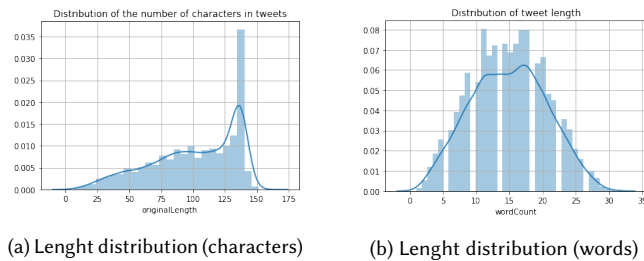 Distribution of the number of characters in tweets
0.035
0.030
0.025
0.020
0.015
0.010
0.005
0.000
0 25 50 75 100 125 150 175
originalLength
(a) Lenght distribution (characters)
Distribution of tweet length
0.08
0.07
0.06
0.05
0.04
0.03
0.02
0.01
0.00
0 5 10 15 20 25 30 35
wordCount
(b) Lenght distribution (words)